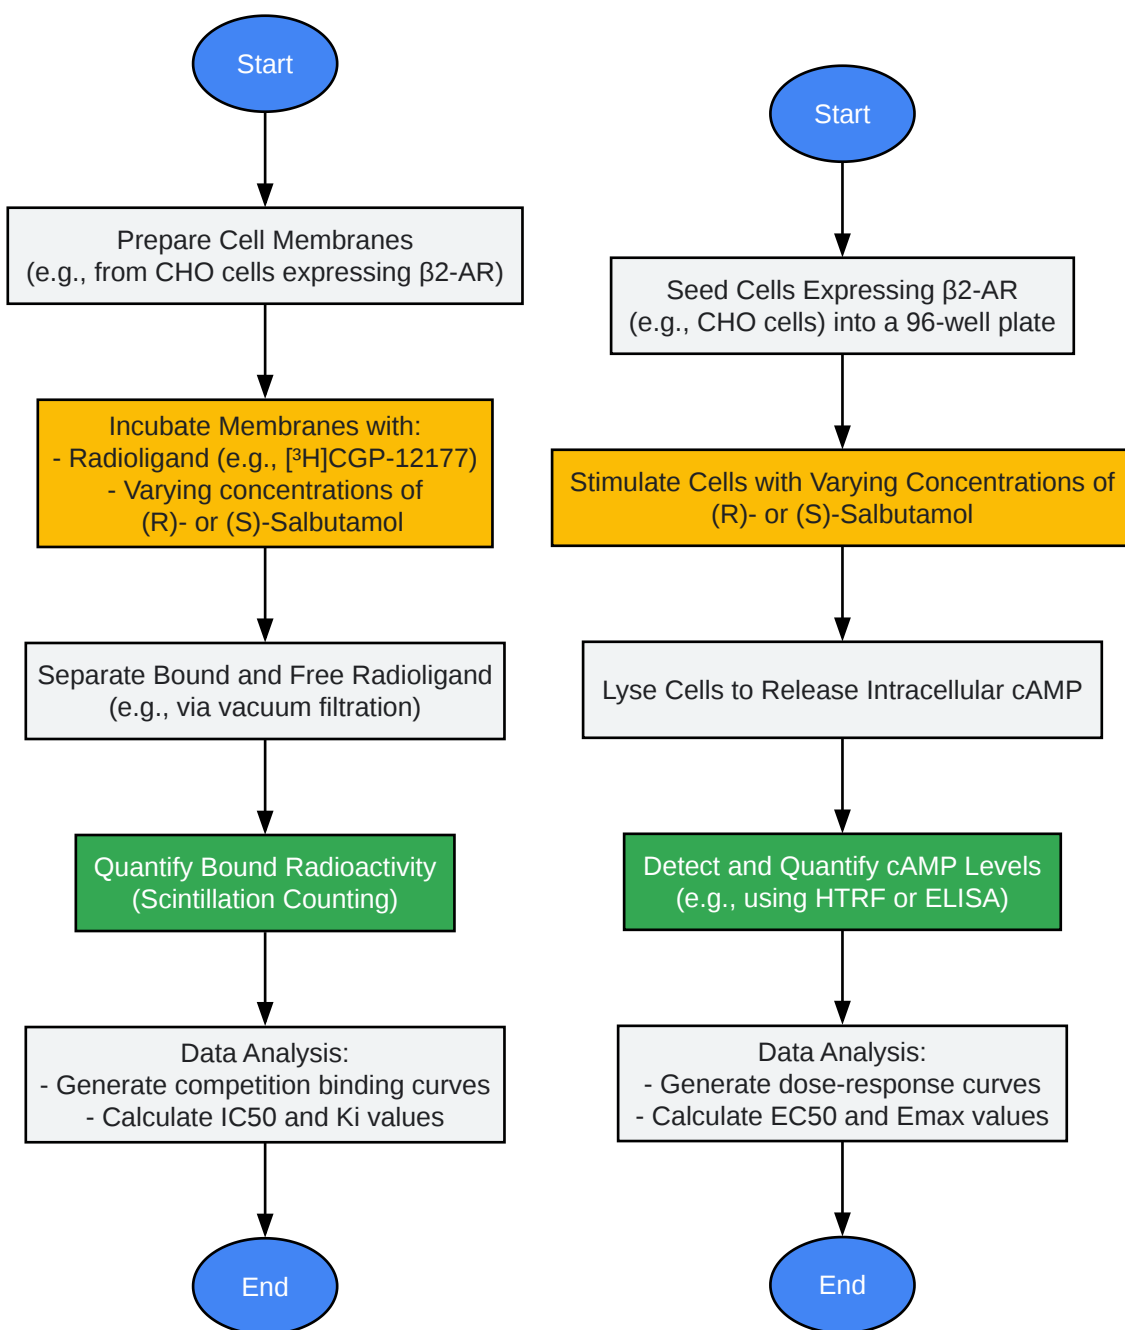 Start
Prepare Cell Membranes
(e.g., from CHO cells expressing β2-AR)
Incubate Membranes with:
- Radioligand (e.g., [³H]CGP-12177)
- Varying concentrations of
(R)- or (S)-Salbutamol
Separate Bound and Free Radioligand
(e.g., via vacuum filtration)
Quantify Bound Radioactivity
(Scintillation Counting)
Data Analysis:
- Generate competition binding curves
- Calculate IC50 and Ki values
End
Start
Seed Cells Expressing β2-AR
(e.g., CHO cells) into a 96-well plate
Stimulate Cells with Varying Concentrations of
(R)- or (S)-Salbutamol
Lyse Cells to Release Intracellular cAMP
Detect and Quantify cAMP Levels
(e.g., using HTRF or ELISA)
Data Analysis:
- Generate dose-response curves
- Calculate EC50 and Emax values
End